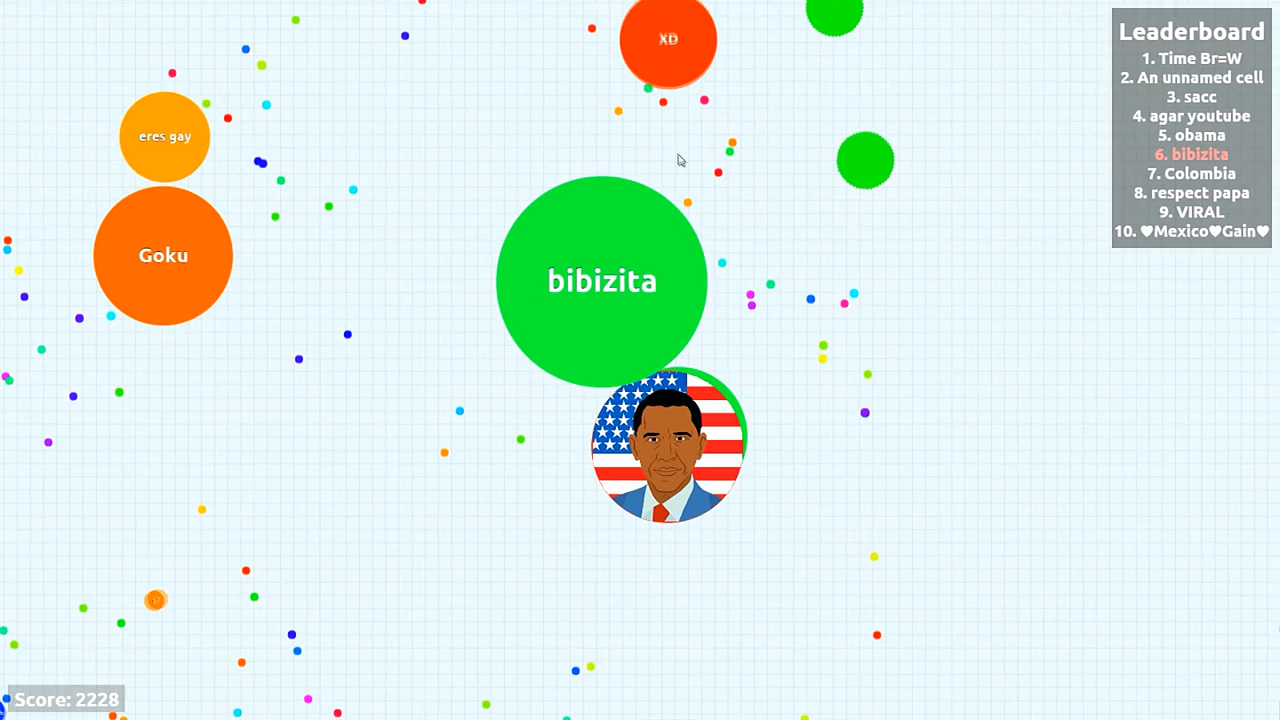 XD
eres gay
Goku
bibizita
Leaderboard
1. Time Br=W
2. An unnamed cell
3. sacc
4. agar youtube
5. obama
6. bibizita
7. Colombia
8. respect papa
9. VIRAL
10. ♥Mexico♥Gain♥
Score: 2228